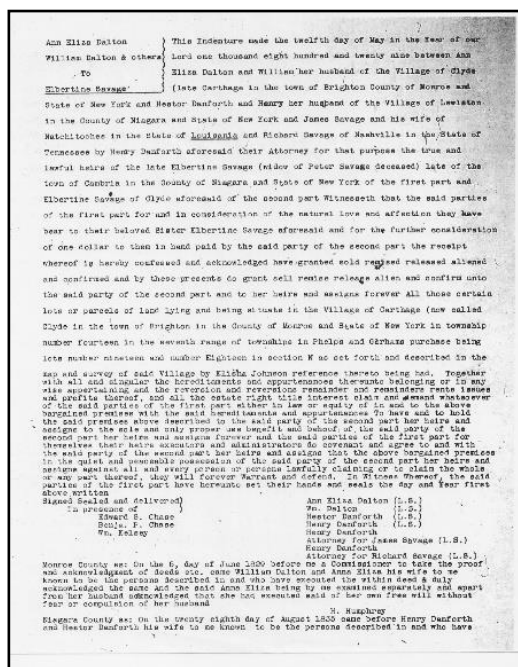 Ann Eliza Dalton
William Dalton & others
To
Elbertine Savage
This Indenture made the twelfth day of May in the Year of our
Lord one thousand eight hundred and twenty nine between Ann
Eliza Dalton and William her husband of the Village of Clyde
(late Carthage in the town of Brighton County of Monroe and
State of New York and Hestor Danforth and Henry her husband of the Village of Lewiston
in the County of Niagara and State of New York and James Savage and his wife of
Natchitoches in the State of Louisania and Richard Savage of Nashville in the State of
Tennessee by Henry Danforth aforesaid their Attorney for that purpose the true and
lawful heirs of the late Elbertine Savage (widow of Peter Savage deceased) late of the
town of Cambria in the County of Niagara and State of New York of the first part and
Elbertine Savage of Clyde aforesaid of the second part Witnesseth that the said parties
of the first part for and in consideration of the natural love and affection they have
bear to their beloved Sister Elbertine Savage aforesaid and for the further consideration
of one dollar to them in hand paid by the said party of the second part the receipt
whereof is hereby confessed and acknowledged have granted sold remised released aliened
and confirmed and by these presents do grant sell remise release alien and confirm unto
the said party of the second part and to her heirs and assigns forever All those certain
lots or parcels of land lying and being situate in the Village of Carthage (now called
Clyde in the town of Brighton in the County of Monroe and State of New York in township
number fourteen in the seventh range of townships in Phelps and Gorhams purchase being
lots number nineteen and number Eighteen in section N as set forth and described in the
map and survey of said Village by Elisha Johnson reference thereto being had. Together
with all and singular the hereditaments and appurtenances thereunto belonging or in any
wise appertaining and the reversion and reversions remainder and remainders rents issues
and profits thereof, and all the estate right title interest claim and demand whatsoever
of the said parties of the first part either in law or equity of in and to the above
bargained premises with the said hereditaments and appurtenances To have and to hold
the said premises above described to the said party of the second part her heirs and
assigns to the sole and only proper use benefit and behoof of the said party of the
second part her heirs and assigns forever and the said parties of the first part for
themselves their heirs executors and administrators do covenant and agree to and with
the said party of the second part her heirs and assigns that the above bargained premises
in the quiet and peaceable possession of the said party of the second part her heirs and
assigns against all and every person or persons lawfully claiming or to claim the whole
or any part thereof, they will forever Warrant and defend. In Witness Whereof, the said
parties of the first part have hereunto set their hands and seals the day and Year first
above written
Signed Sealed and delivered)
In presence of
Edward S. Chase
Benja. F. Chase
Wm. Kelsey
Ann Eliza Dalton (L.S.)
Wm. Dalton (L.S.)
Hestor Danforth (L.S.)
Henry Danforth (L.S.)
Henry Danforth
Attorney for James Savage (L.S.)
Henry Danforth
Attorney for Richard Savage (L.S.)
Monroe County ss: On the 6, day of June 1829 before me a Commissioner to take the proof
and acknowledgment of deeds etc. came William Dalton and Anna Eliza his wife to me
known to be the persons described in and who executed the within deed & duly
acknowledged the same And the said Anna Eliza being by me examined separately and apart
from her husband acknowledged that she had executed said of her own free will without
fear or compulsion of her husband
H. Humphrey
Niagara County ss: On the twenty eighth day of August 1835 came before Henry Danforth
and Hestor Danforth his wife to me known to be the persons described in and who have